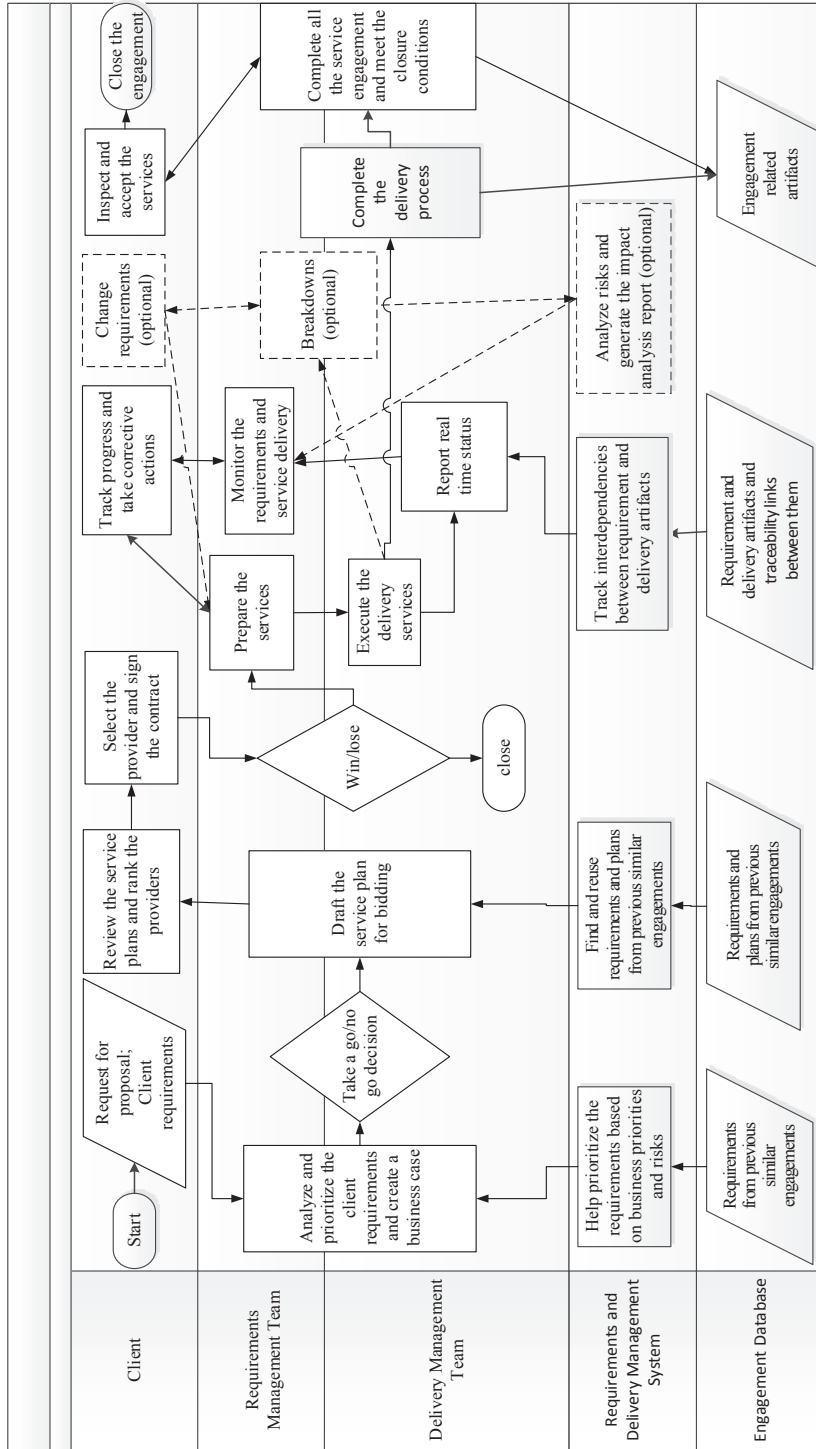 Client
Start
Request for
proposal;
Client
requirements
Review the service
plans and rank the
providers
Select the
provider and sign
the contract
Track progress and
take corrective
actions
Change
requirements
(optional)
Inspect and
accept the
services
Close the
engagement
Requirements
Management Team
Delivery Management
Team
Analyze and
prioritize the
client
requirements
and create a
business case
Take a go/no
go decision
Draft the
service plan
for bidding
Win/lose
close
Prepare the
services
Execute the
delivery
services
Monitor the
requirements and
service delivery
Report real
time status
Breakdowns
(optional)
Complete
the
delivery
process
Complete all
the service
engagement
and meet the
closure
conditions
Requirements and
Delivery Management
System
Help prioritize the
requirements based
on business priorities
and risks
Find and reuse
requirements and plans
from previous similar
engagements
Track interdependencies
between requirement and
delivery artifacts
Analyze risks and
generate the impact
analysis report (optional)
Engagement Database
Requirements
from previous
similar
engagements
Requirements and
plans from previous
similar engagements
Requirement and
delivery artifacts and
traceability links
between them
Engagement
related
artifacts